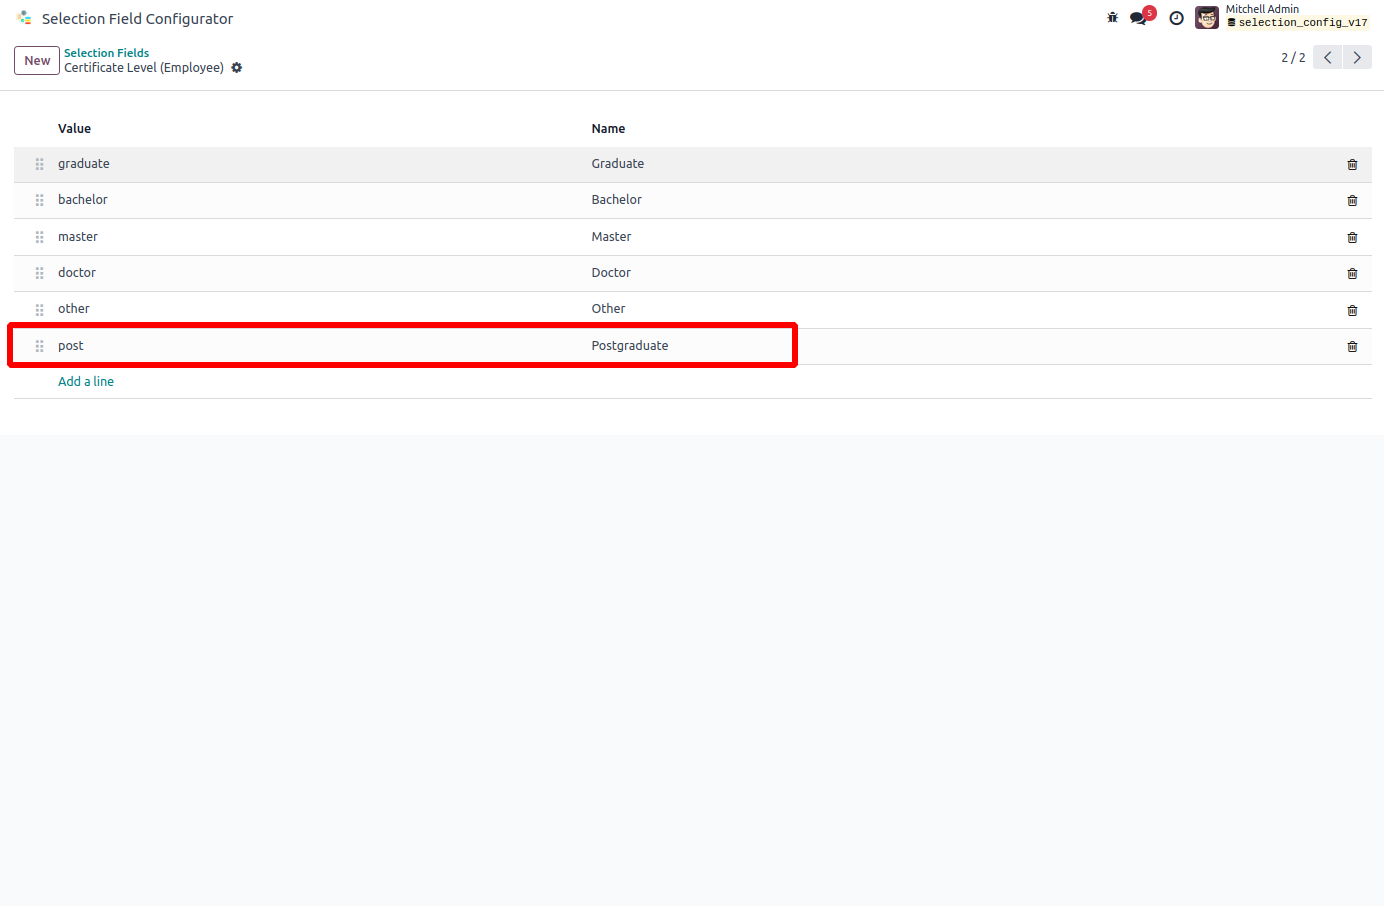 Selection Field Configurator
5
Mitchell Admin
selection_config_v17
New
Selection Fields
Certificate Level (Employee)
2 / 2
Value Name
graduate Graduate
bachelor Bachelor
master Master
doctor Doctor
other Other
post Postgraduate
Add a line